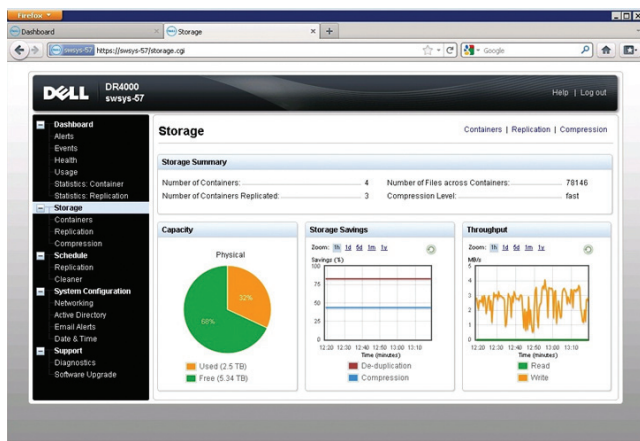 Firefox
Dashboard
Storage
swsys-57 https://swsys-57/storage.cgi
Google
DELL
DR4000
swsys-57
Help | Log out
Dashboard
Alerts
Events
Health
Usage
Statistics: Container
Statistics: Replication
Storage
Containers
Replication
Compression
Schedule
Replication
Cleaner
System Configuration
Networking
Active Directory
Email Alerts
Date & Time
Support
Diagnostics
Software Upgrade
Storage
Containers | Replication | Compression
Storage Summary
Number of Containers: 4
Number of Files across Containers: 78146
Number of Containers Replicated: 3
Compression Level: fast
Capacity
Physical
32%
68%
Used (2.5 TB)
Free (5.34 TB)
Storage Savings
Zoom: 1h 1d 5d 1m 1y
Savings (%)
100
75
50
25
0
12:20 12:30 12:40 12:50 13:00 13:10
Time (minutes)
De-duplication
Compression
Throughput
Zoom: 1h 1d 5d 1m 1y
MB/s
5
4
3
2
1
0
12:20 12:30 12:40 12:50 13:00 13:10
Time (minutes)
Read
Write